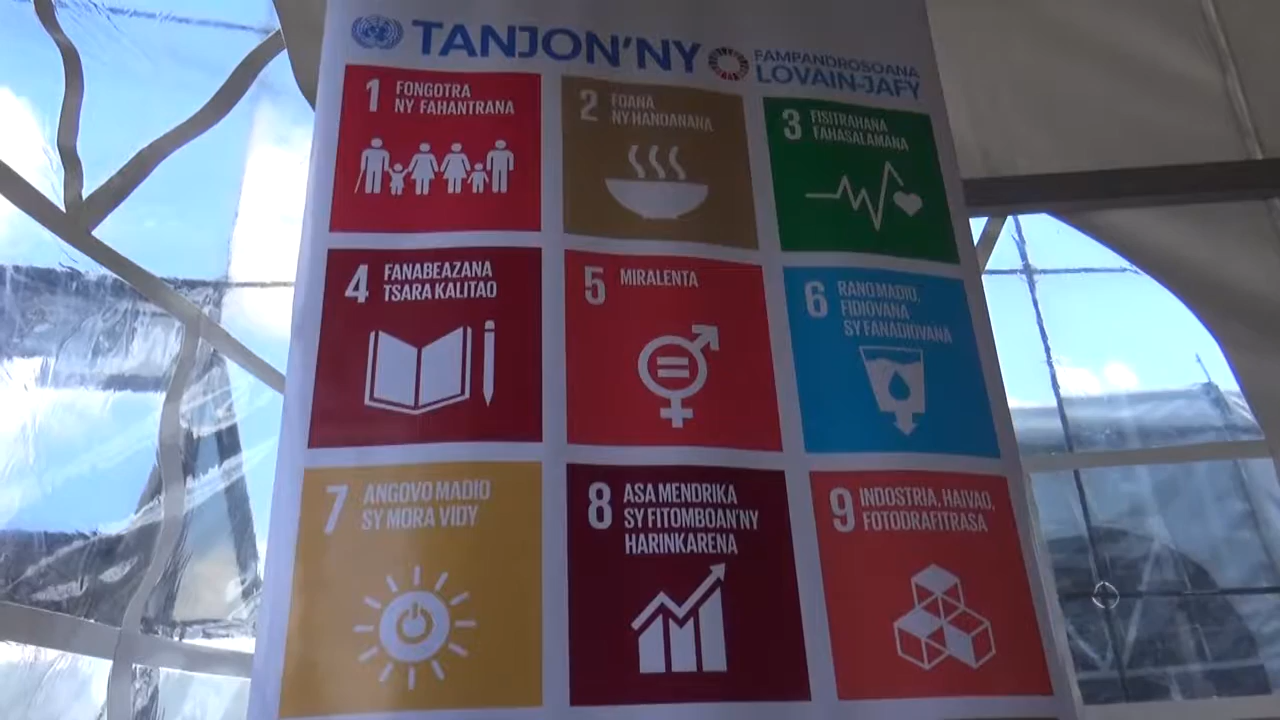 TANJON'NY
FAMPANDROSOANA
LOVAIN-JAFY
1 FONGOTRA
NY FAHANTRANA
2 FOANA
NY HANOANANA
3 FISITRAHANA
FAHASALAMANA
4 FANABEAZANA
TSARA KALITAO
5 MIRALENTA
6 RANO MADIO,
FIDIOVANA
SY FANADIOVANA
7 ANGOVO MADIO
SY MORA VIDY
8 ASA MENDRIKA
SY FITOMBOAN'NY
HARINKARENA
9 INDOSTRIA, HAIVAO,
FOTODRAFITRASA